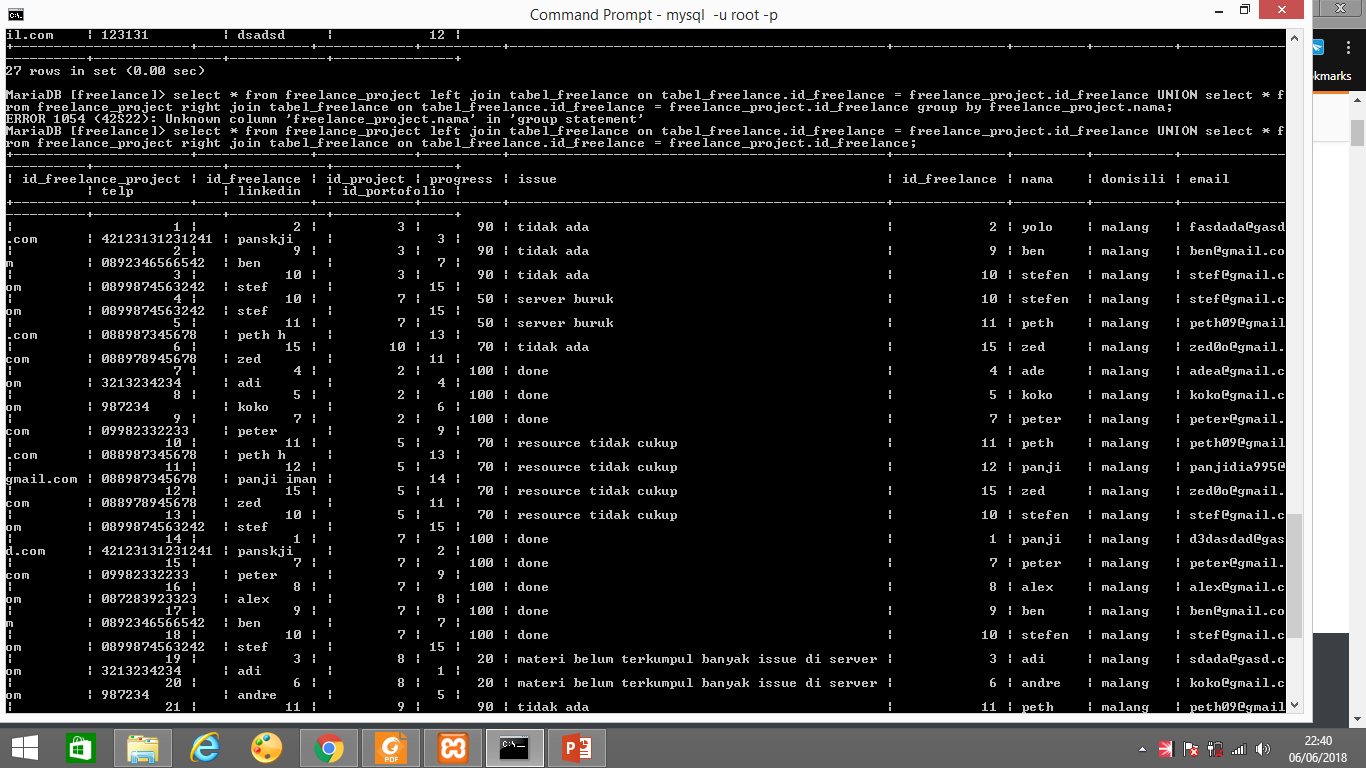 Command Prompt - mysql -u root -p
il.com | 123131 | dsadsd | 12 |
27 rows in set (0.00 sec)
MariaDB [freelance]> select * from freelance_project left join tabel_freelance on tabel_freelance.id_freelance = freelance_project.id_freelance UNION select * f
rom freelance_project right join tabel_freelance on tabel_freelance.id_freelance = freelance_project.id_freelance group by freelance_project.nama;
ERROR 1054 (42S22): Unknown column 'freelance_project.nama' in 'group statement'
MariaDB [freelance]> select * from freelance_project left join tabel_freelance on tabel_freelance.id_freelance = freelance_project.id_freelance UNION select * f
rom freelance_project right join tabel_freelance on tabel_freelance.id_freelance = freelance_project.id_freelance;
| id_freelance_project | id_freelance | id_project | progress | issue | id_freelance | nama | domisili | email
| telp | linkedin | id_portofolio |
| 1 | 2 | 3 | 90 | tidak ada | 2 | yolo | malang | fasdada@gasd
.com | 42123131231241 | panskji | 3 |
| 2 | 9 | 3 | 90 | tidak ada | 9 | ben | malang | ben@gmail.co
m | 0892346566542 | ben | 7 |
| 3 | 10 | 3 | 90 | tidak ada | 10 | stefen | malang | stef@gmail.c
om | 0899874563242 | stef | 15 |
| 4 | 10 | 7 | 50 | server buruk | 10 | stefen | malang | stef@gmail.c
om | 0899874563242 | stef | 15 |
| 5 | 11 | 7 | 50 | server buruk | 11 | peth | malang | peth09@gmail
.com | 088987345678 | peth h | 13 |
| 6 | 15 | 10 | 70 | tidak ada | 15 | zed | malang | zed0o@gmail.
com | 088978945678 | zed | 11 |
| 7 | 4 | 2 | 100 | done | 4 | ade | malang | adea@gmail.c
om | 3213234234 | adi | 4 |
| 8 | 5 | 2 | 100 | done | 5 | koko | malang | koko@gmail.c
om | 987234 | koko | 6 |
| 9 | 7 | 2 | 100 | done | 7 | peter | malang | peter@gmail.
com | 09982332233 | peter | 9 |
| 10 | 11 | 5 | 70 | resource tidak cukup | 11 | peth | malang | peth09@gmail
.com | 088987345678 | peth h | 13 |
| 11 | 12 | 5 | 70 | resource tidak cukup | 12 | panji | malang | panjidia995@
gmail.com | 088987345678 | panji iman | 14 |
| 12 | 15 | 5 | 70 | resource tidak cukup | 15 | zed | malang | zed0o@gmail.
com | 088978945678 | zed | 11 |
| 13 | 10 | 5 | 70 | resource tidak cukup | 10 | stefen | malang | stef@gmail.c
om | 0899874563242 | stef | 15 |
| 14 | 1 | 7 | 100 | done | 1 | panji | malang | d3dasdad@gas
d.com | 42123131231241 | panskji | 2 |
| 15 | 7 | 7 | 100 | done | 7 | peter | malang | peter@gmail.
com | 09982332233 | peter | 9 |
| 16 | 8 | 7 | 100 | done | 8 | alex | malang | alex@gmail.c
om | 087283923323 | alex | 8 |
| 17 | 9 | 7 | 100 | done | 9 | ben | malang | ben@gmail.co
m | 0892346566542 | ben | 7 |
| 18 | 10 | 7 | 100 | done | 10 | stefen | malang | stef@gmail.c
om | 0899874563242 | stef | 15 |
| 19 | 3 | 8 | 20 | materi belum terkumpul banyak issue di server | 3 | adi | malang | sdada@gasd.c
om | 3213234234 | adi | 1 |
| 20 | 6 | 8 | 20 | materi belum terkumpul banyak issue di server | 6 | andre | malang | koko@gmail.c
om | 987234 | andre | 5 |
| 21 | 11 | 9 | 90 | tidak ada | 11 | peth | malang | peth09@gmail
kmarks
PDF
C:\
22:40
06/06/2018